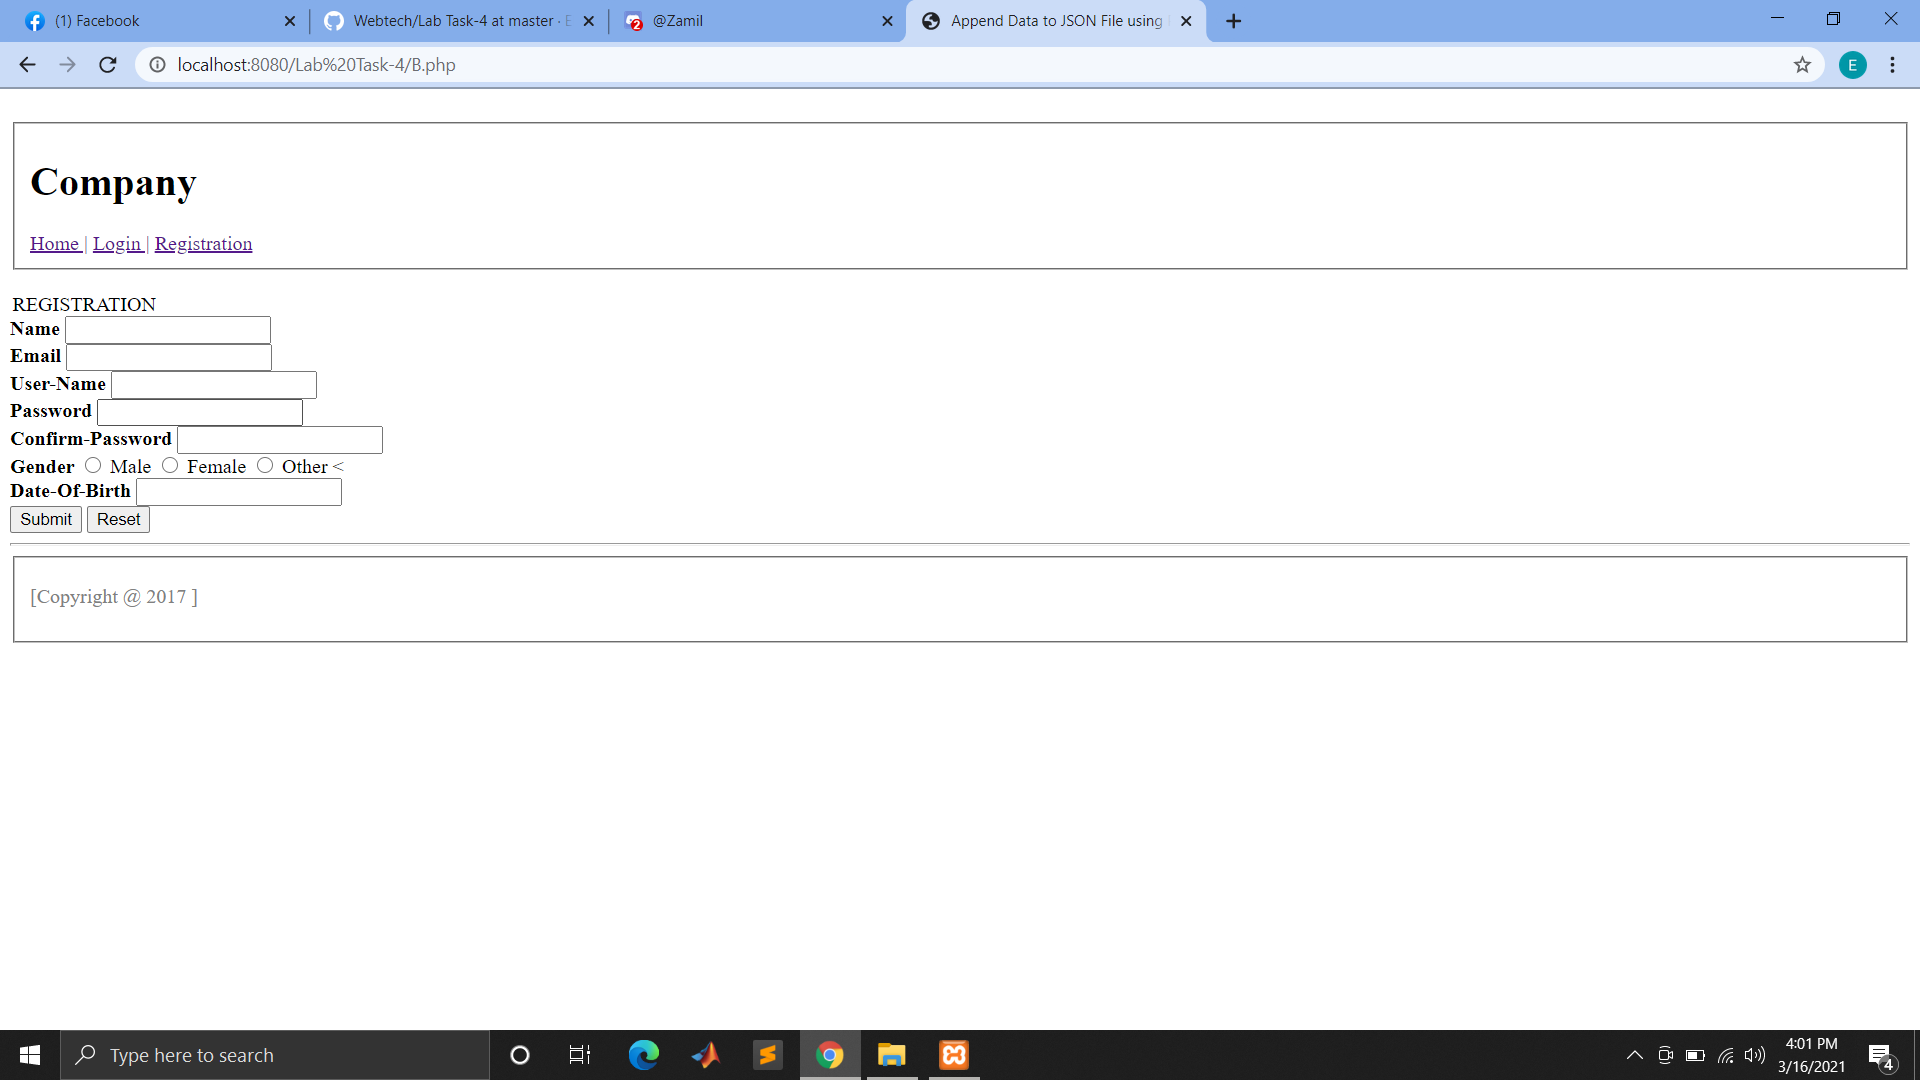 (1) Facebook
Webtech/Lab Task-4 at master ·
@Zamil
Append Data to JSON File using
localhost:8080/Lab%20Task-4/B.php
E
Company
Home | Login | Registration
REGISTRATION
Name
Email
User-Name
Password
Confirm-Password
Gender Male Female Other <
Date-Of-Birth
Submit Reset
[Copyright @ 2017 ]
Type here to search
4:01 PM
3/16/2021
4